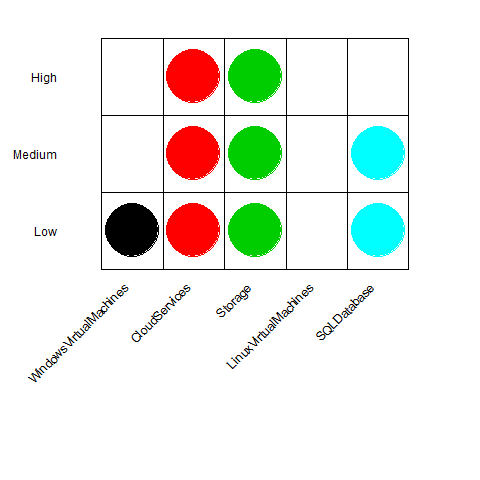 High
Medium
Low
WindowsVirtualMachines
CloudServices
Storage
LinuxVirtualMachines
SQLDatabase